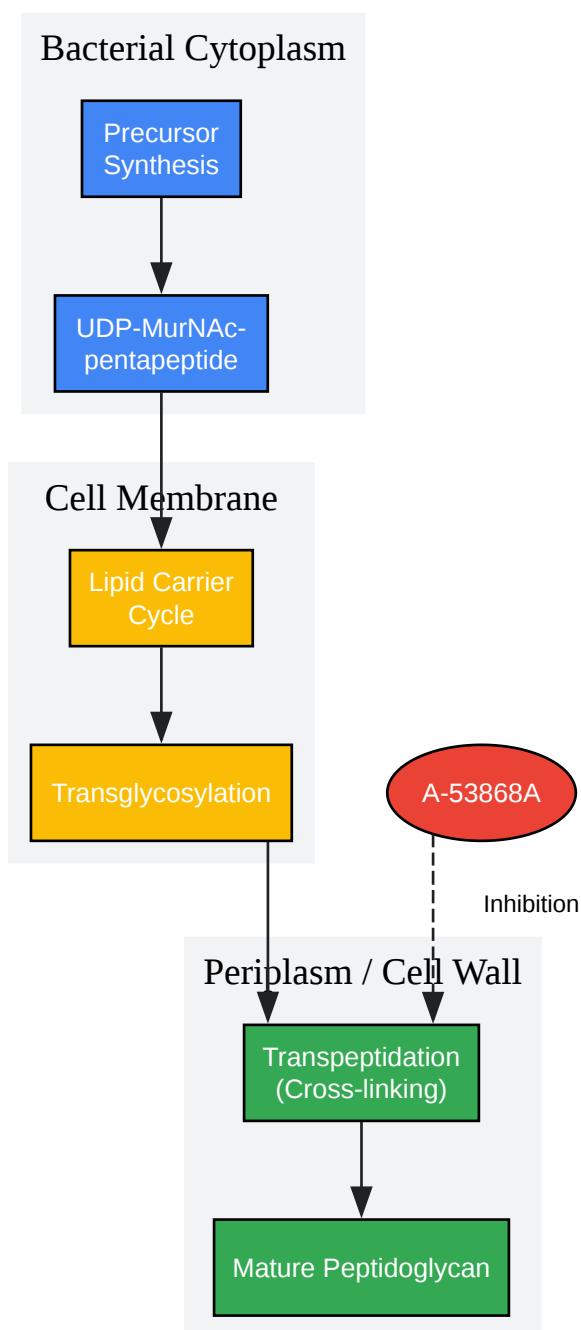 Bacterial Cytoplasm
Precursor
Synthesis
UDP-MurNAc-
pentapeptide
Cell Membrane
Lipid Carrier
Cycle
Transglycosylation
A-53868A
Inhibition
Periplasm / Cell Wall
Transpeptidation
(Cross-linking)
Mature Peptidoglycan